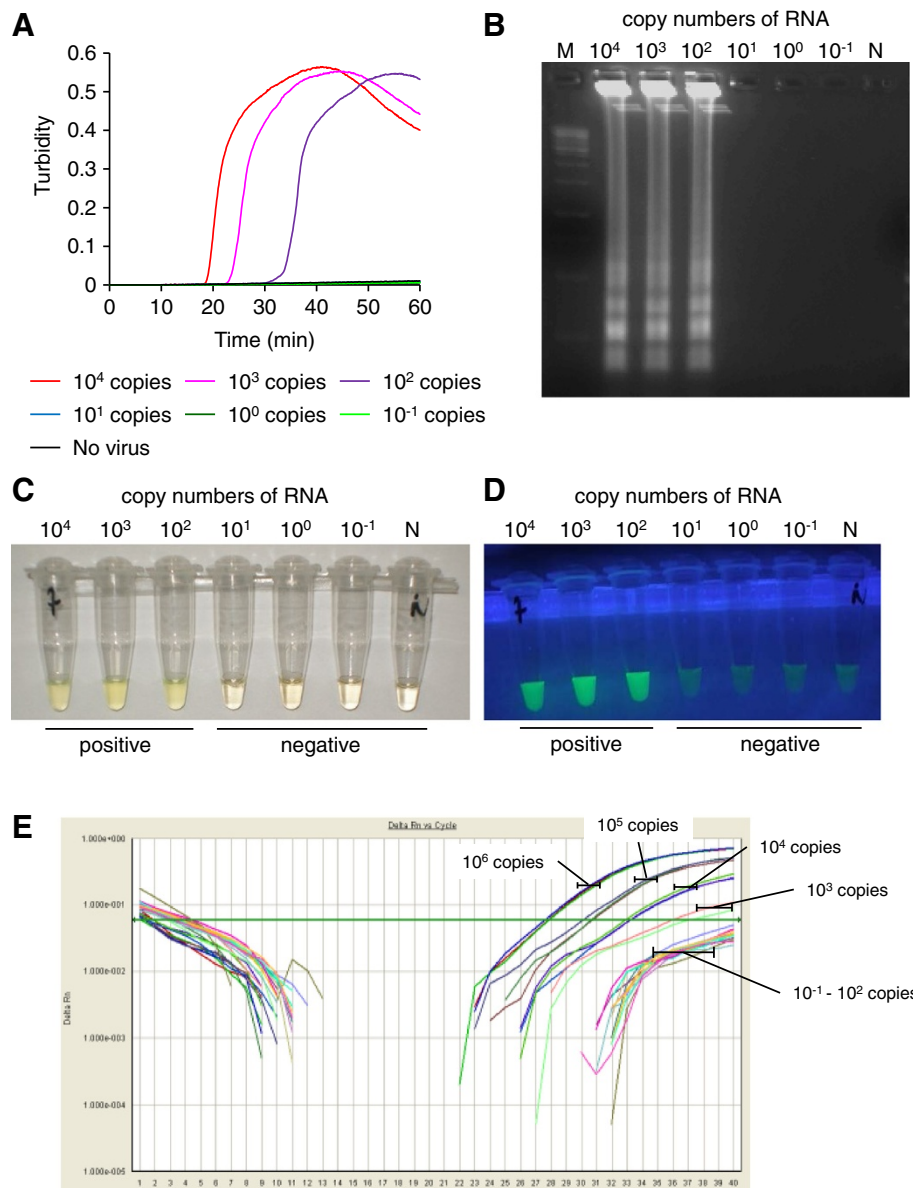 A
0.6
0.5
0.4
0.3
0.2
0.1
0
Turbidity
0 10 20 30 40 50 60
Time (min)
10⁴ copies 10³ copies 10² copies
10¹ copies 10⁰ copies 10⁻¹ copies
No virus
B
copy numbers of RNA
M 10⁴ 10³ 10² 10¹ 10⁰ 10⁻¹ N
C
copy numbers of RNA
10⁴ 10³ 10² 10¹ 10⁰ 10⁻¹ N
positive negative
D
copy numbers of RNA
10⁴ 10³ 10² 10¹ 10⁰ 10⁻¹ N
positive negative
E
Delta Rn vs Cycle
1.000e+000
1.000e-001
1.000e-002
1.000e-003
1.000e-004
1.000e-005
Delta Rn
10⁶ copies
10⁵ copies
10⁴ copies
10³ copies
10⁻¹ - 10² copies
1 2 3 4 5 6 7 8 9 10 11 12 13 14 15 16 17 18 19 20 21 22 23 24 25 26 27 28 29 30 31 32 33 34 35 36 37 38 39 40